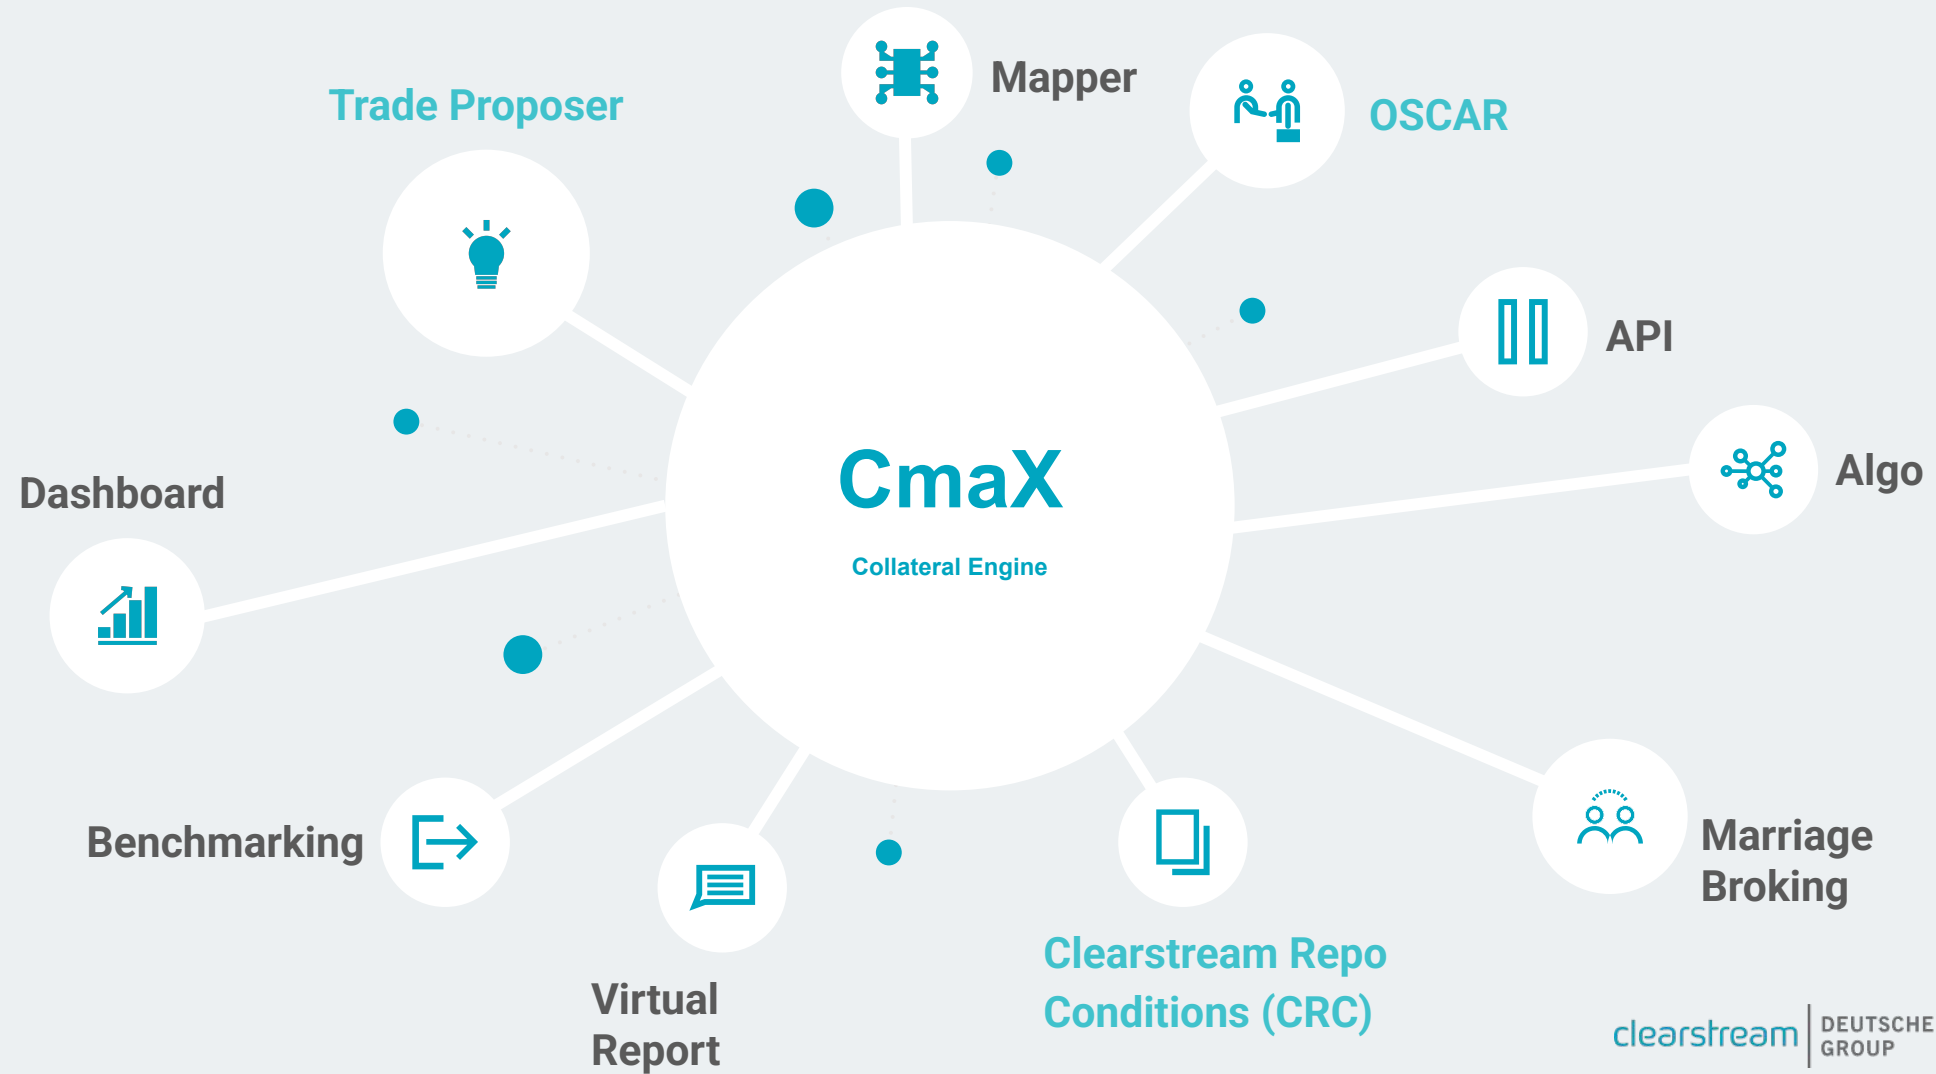 Mapper
Trade Proposer
OSCAR
API
Algo
CmaX
Collateral Engine
Dashboard
Benchmarking
Marriage
Broking
Virtual
Report
Clearstream Repo
Conditions (CRC)
clearstream
DEUTSCHE
GROUP